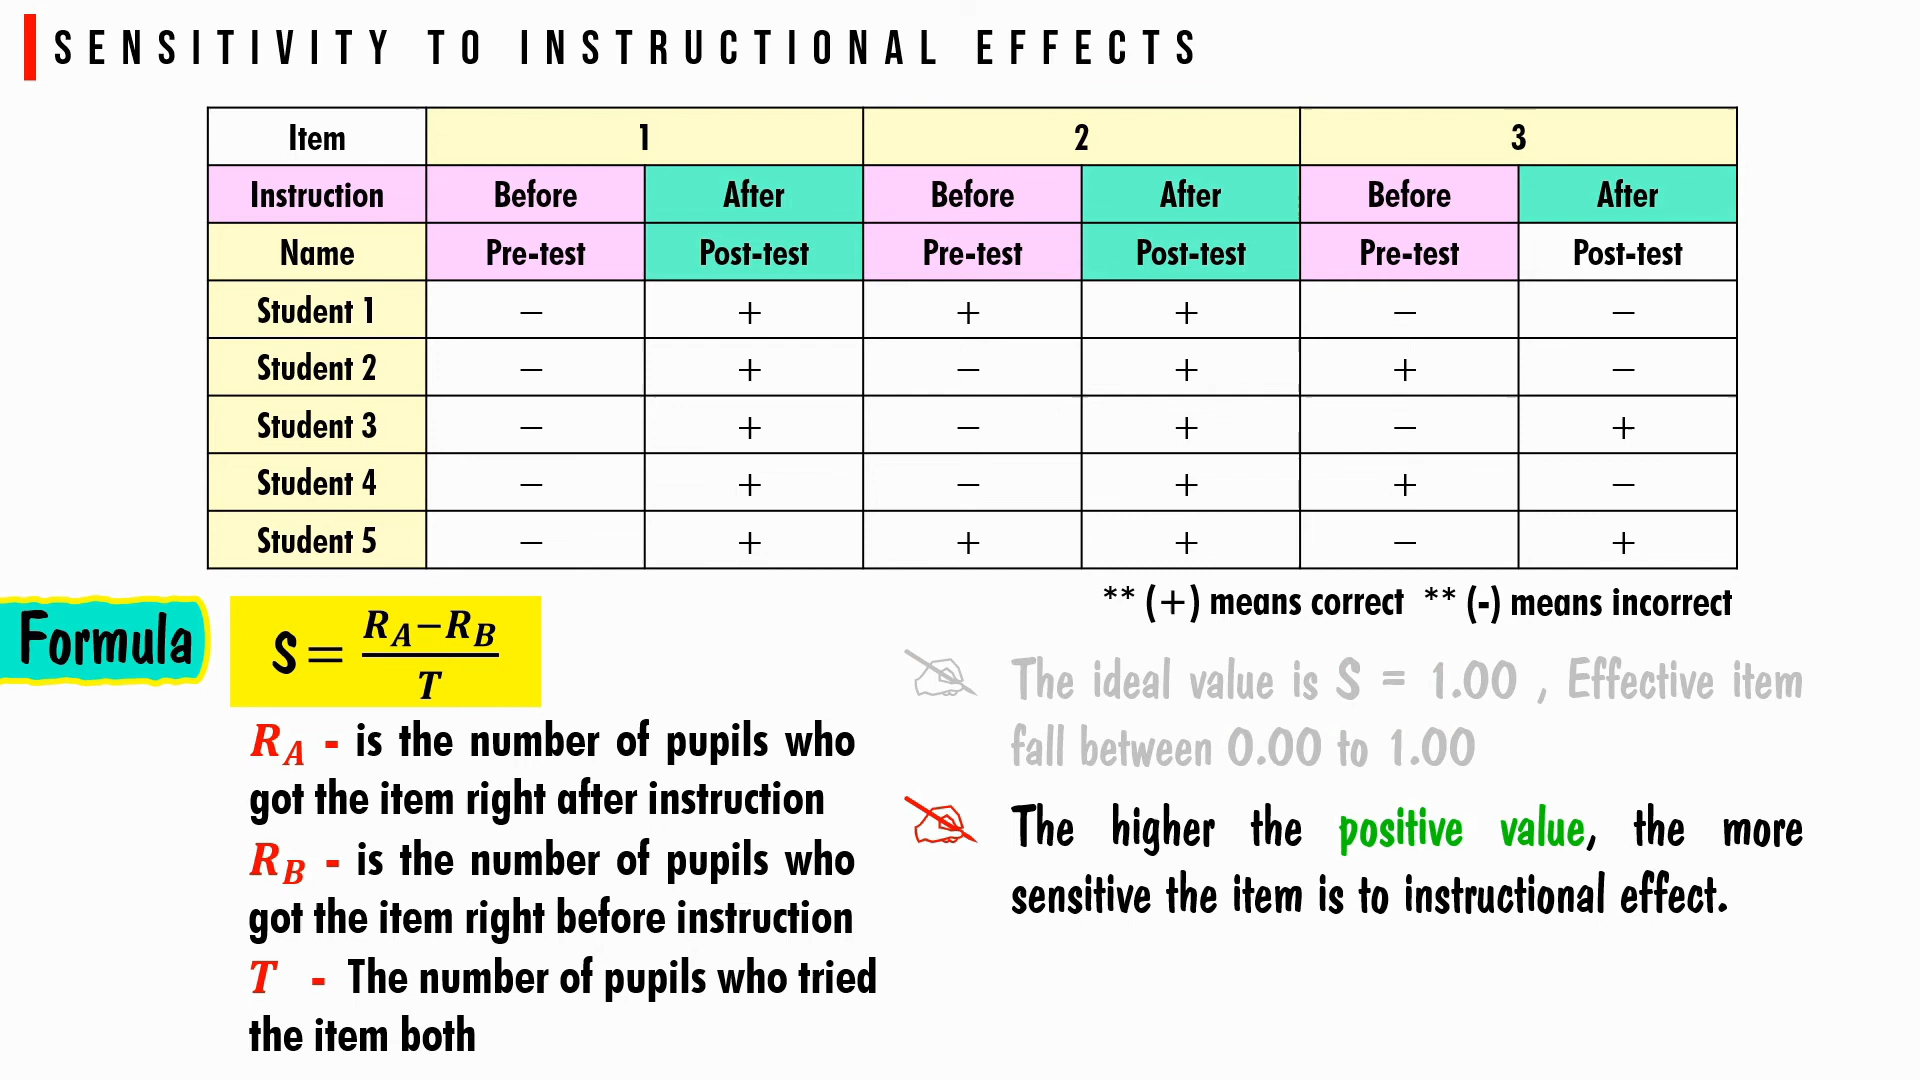 SENSITIVITY TO INSTRUCTIONAL EFFECTS
Item 1 2 3
Instruction Before After Before After Before After
Name Pre-test Post-test Pre-test Post-test Pre-test Post-test
Student 1 − + + + − −
Student 2 − + − + + −
Student 3 − + − + − +
Student 4 − + − + + −
Student 5 − + + + − +
** (+) means correct ** (-) means incorrect
Formula
S = (R_A − R_B) / T
R_A - is the number of pupils who
got the item right after instruction
R_B - is the number of pupils who
got the item right before instruction
T - The number of pupils who tried
the item both
The ideal value is S = 1.00 , Effective item
fall between 0.00 to 1.00
The higher the positive value, the more
sensitive the item is to instructional effect.